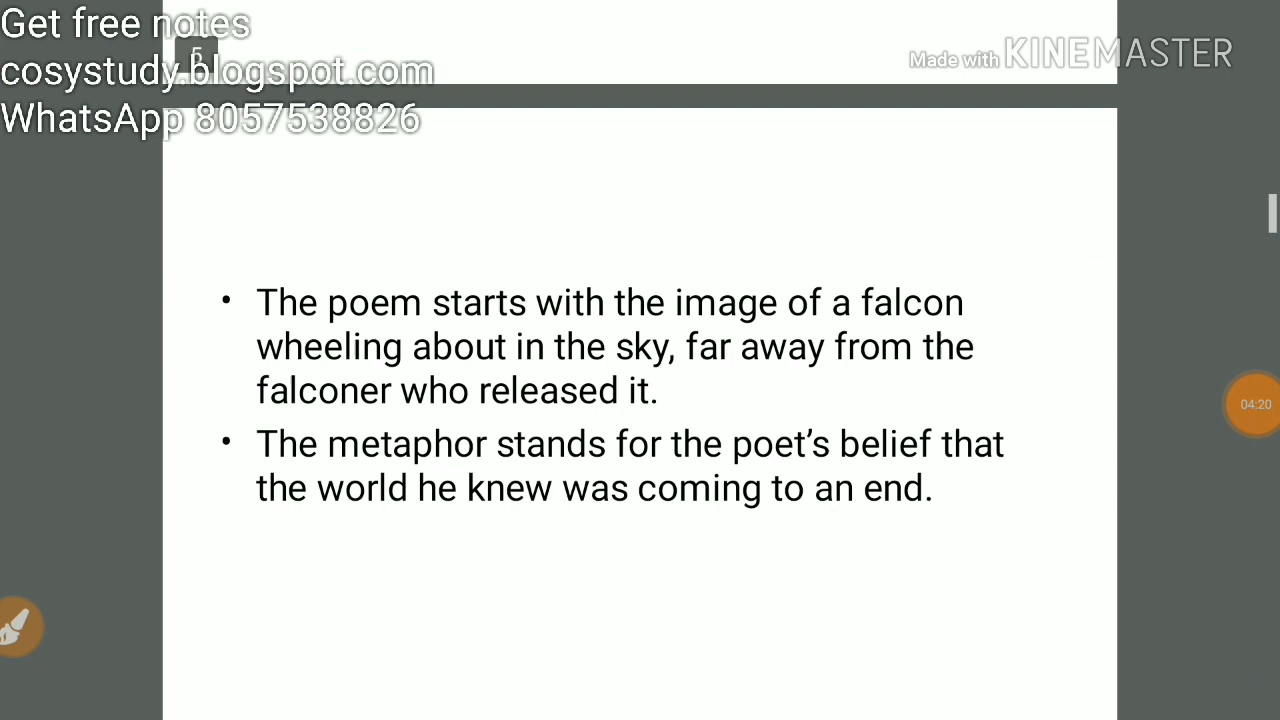 Get free notes
5
Made with KINEMASTER
cosystudy.blogspot.com
WhatsApp 8057538826
• The poem starts with the image of a falcon
wheeling about in the sky, far away from the
falconer who released it.
04:20
• The metaphor stands for the poet’s belief that
the world he knew was coming to an end.